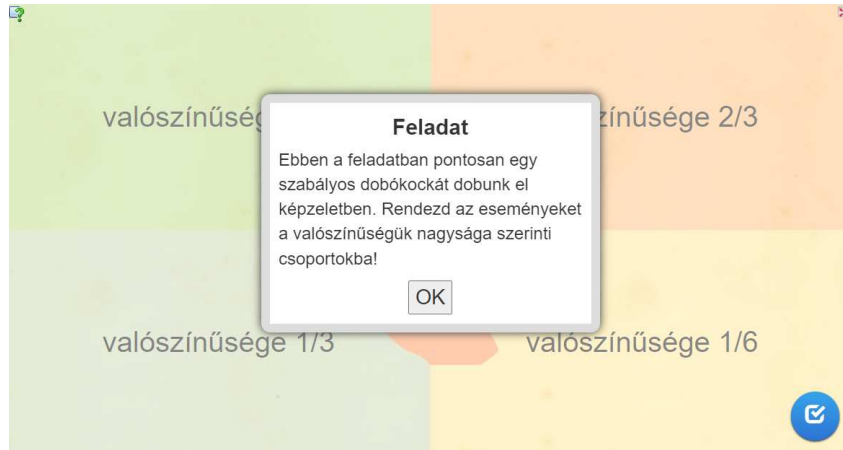 valószínűség
zínűsége 2/3
Feladat
Ebben a feladatban pontosan egy
szabályos dobókockát dobunk el
képzeletben. Rendezd az eseményeket
a valószínűségük nagysága szerinti
csoportokba!
OK
valószínűsége 1/3
valószínűsége 1/6